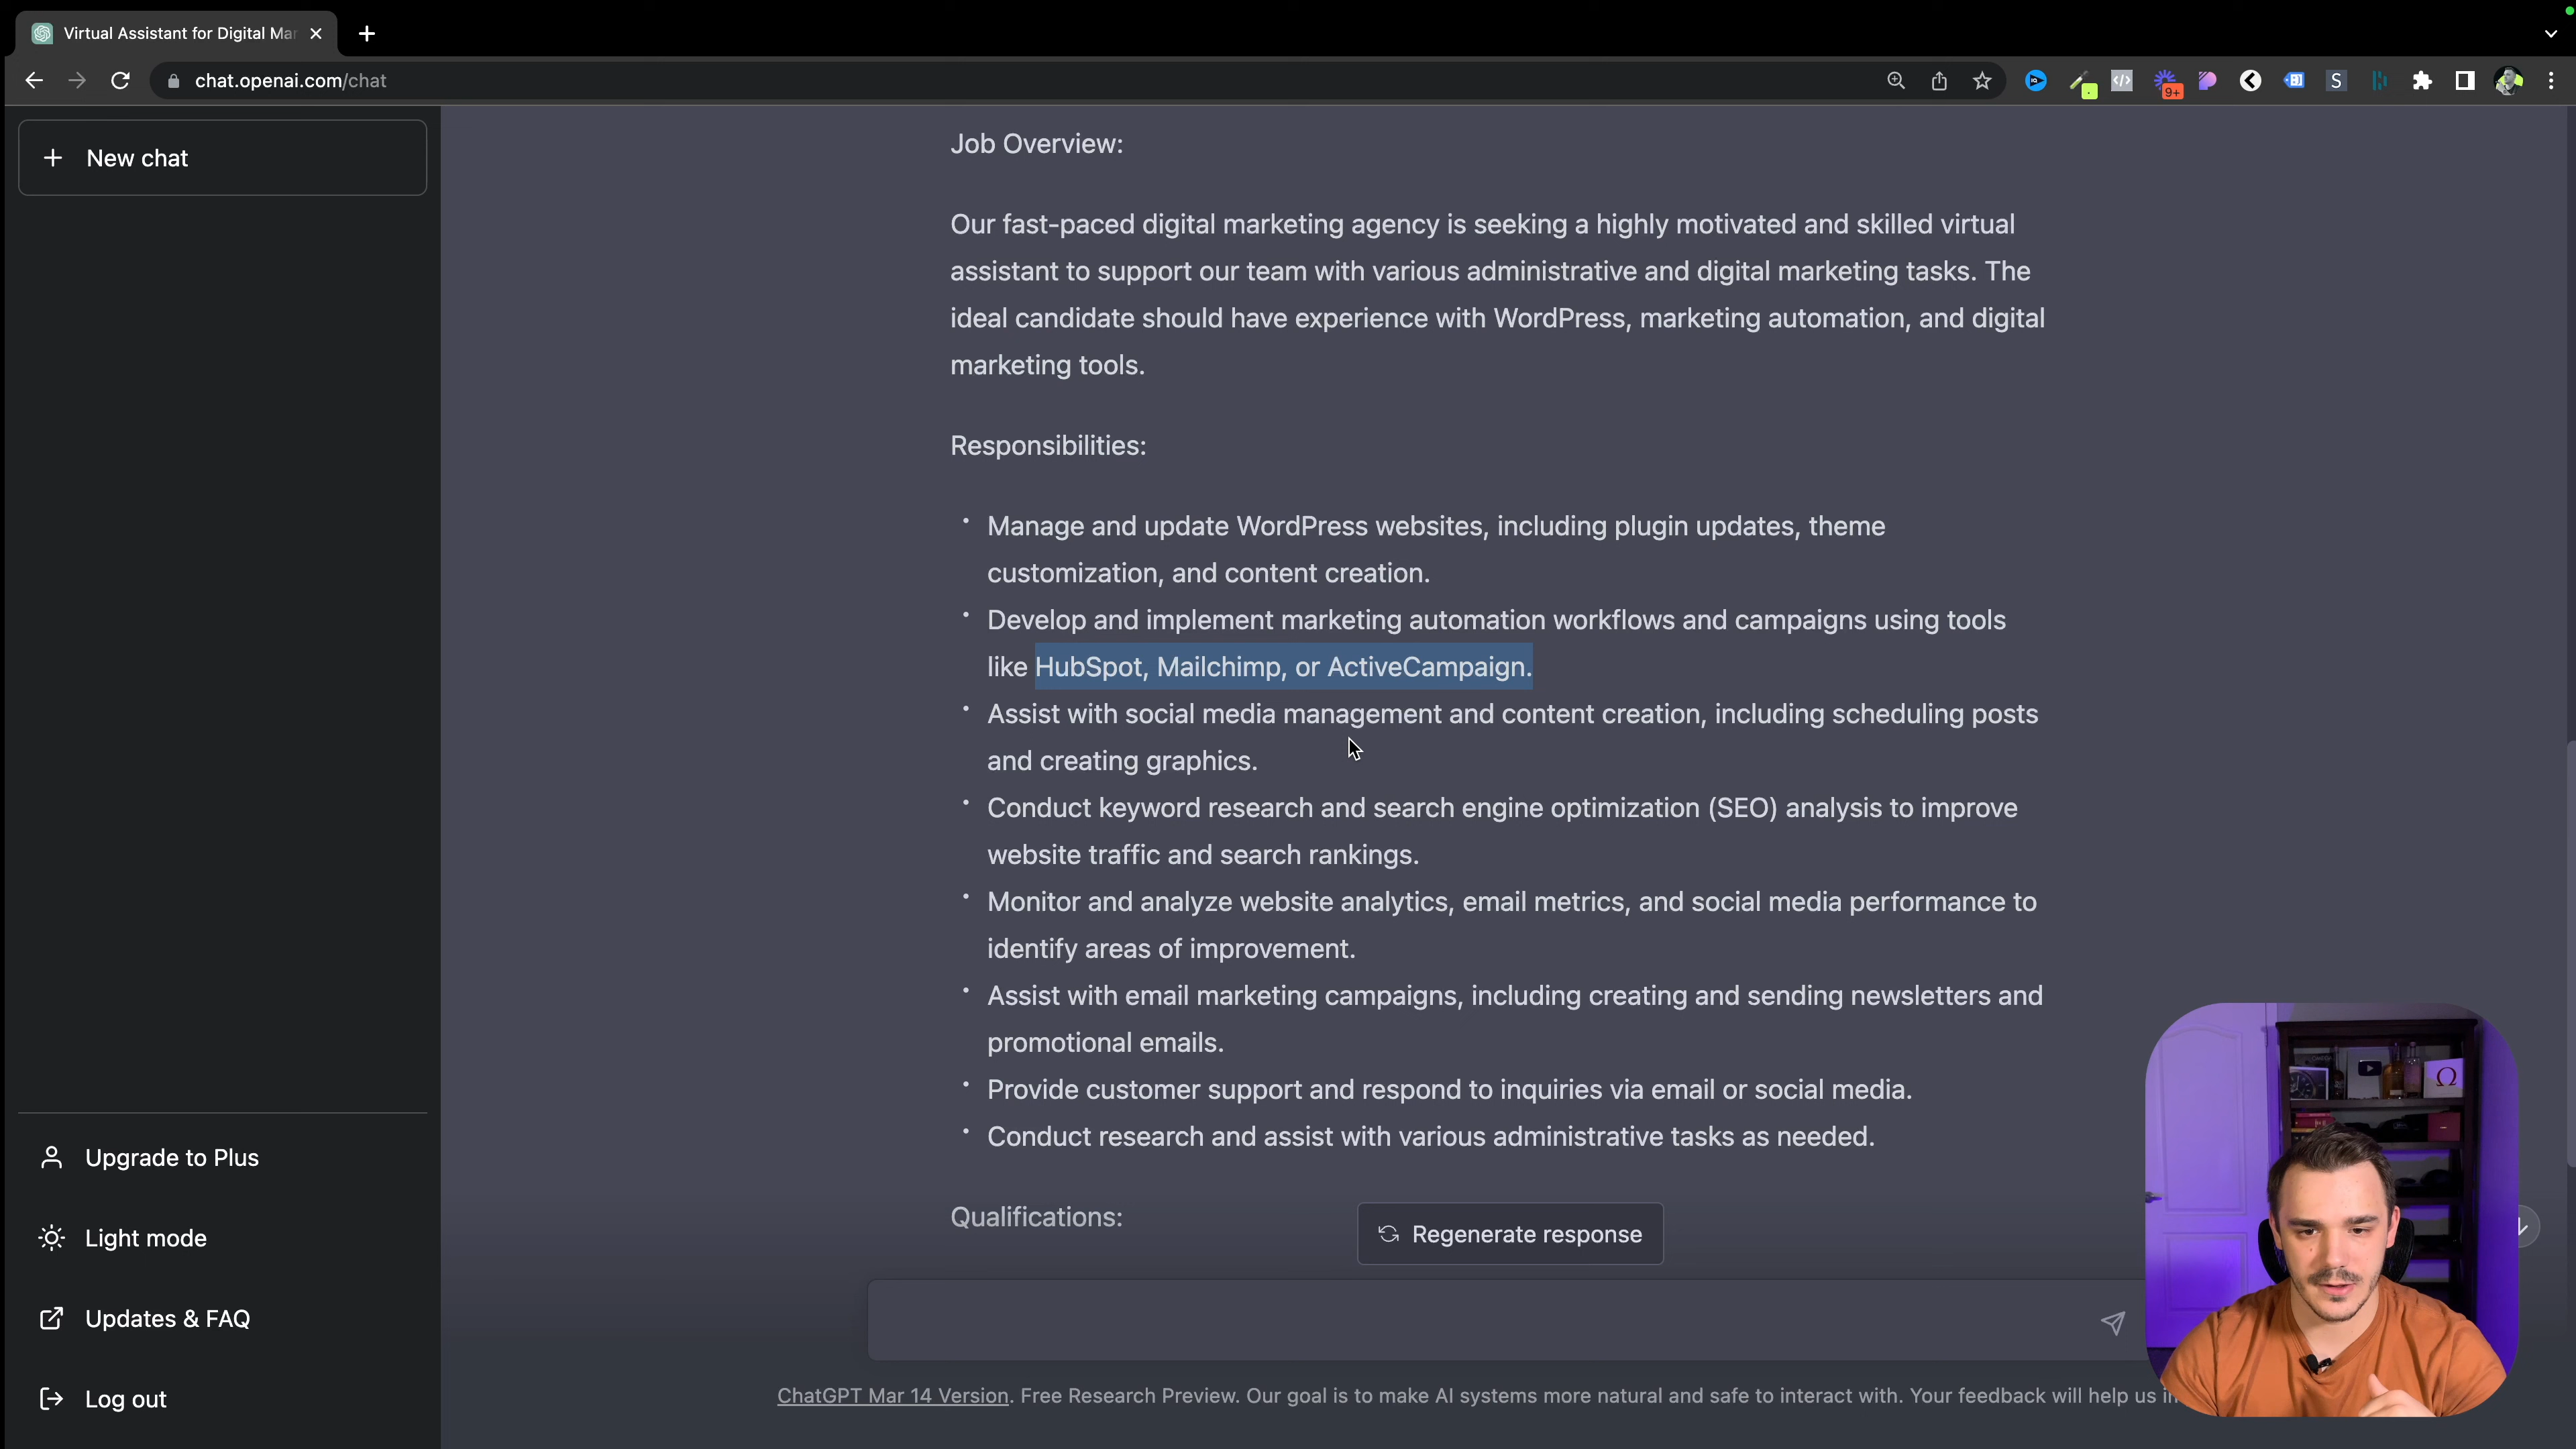 Virtual Assistant for Digital Mar
chat.openai.com/chat
9+
S
New chat
Job Overview:
Our fast-paced digital marketing agency is seeking a highly motivated and skilled virtual
assistant to support our team with various administrative and digital marketing tasks. The
ideal candidate should have experience with WordPress, marketing automation, and digital
marketing tools.
Responsibilities:
• Manage and update WordPress websites, including plugin updates, theme
customization, and content creation.
• Develop and implement marketing automation workflows and campaigns using tools
like HubSpot, Mailchimp, or ActiveCampaign.
• Assist with social media management and content creation, including scheduling posts
and creating graphics.
• Conduct keyword research and search engine optimization (SEO) analysis to improve
website traffic and search rankings.
• Monitor and analyze website analytics, email metrics, and social media performance to
identify areas of improvement.
• Assist with email marketing campaigns, including creating and sending newsletters and
promotional emails.
• Provide customer support and respond to inquiries via email or social media.
• Conduct research and assist with various administrative tasks as needed.
Qualifications:
Regenerate response
Upgrade to Plus
Light mode
Updates & FAQ
Log out
ChatGPT Mar 14 Version. Free Research Preview. Our goal is to make AI systems more natural and safe to interact with. Your feedback will help us